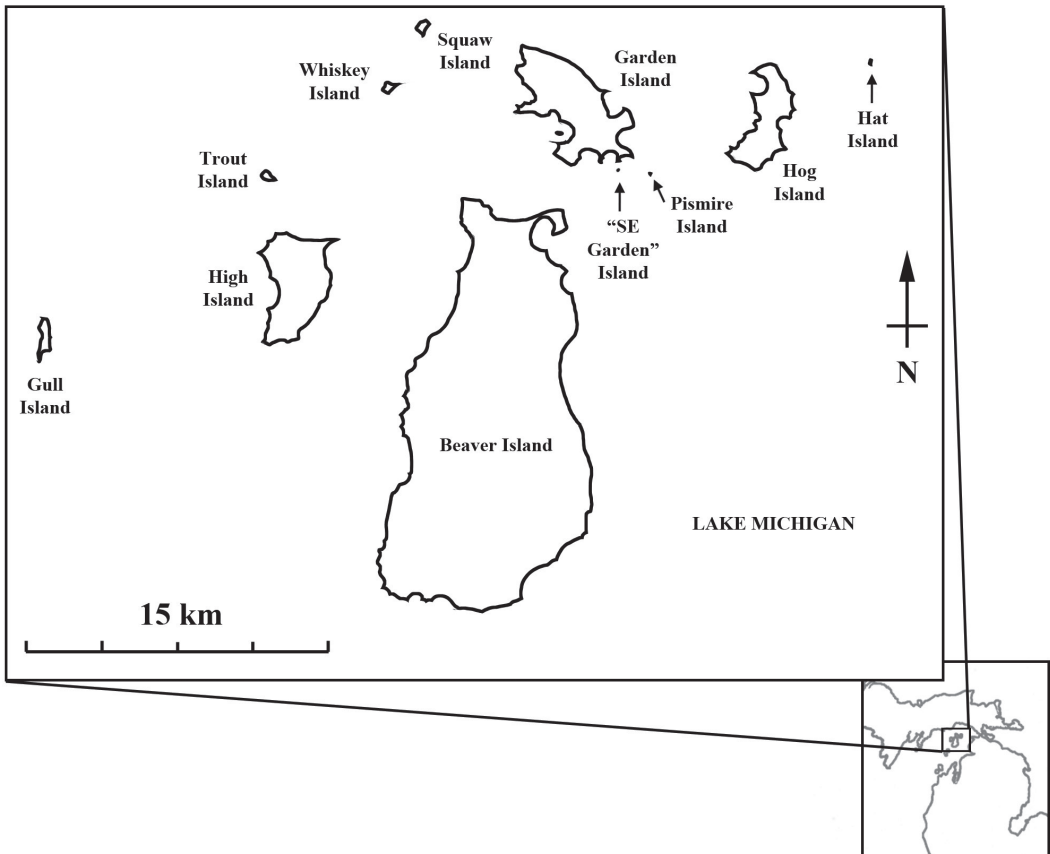 Squaw
Island
Garden
Island
Whiskey
Island
Hat
Island
Trout
Island
Hog
Island
Pismire
Island
“SE
Garden”
Island
High
Island
N
Gull
Island
Beaver Island
LAKE MICHIGAN
15 km